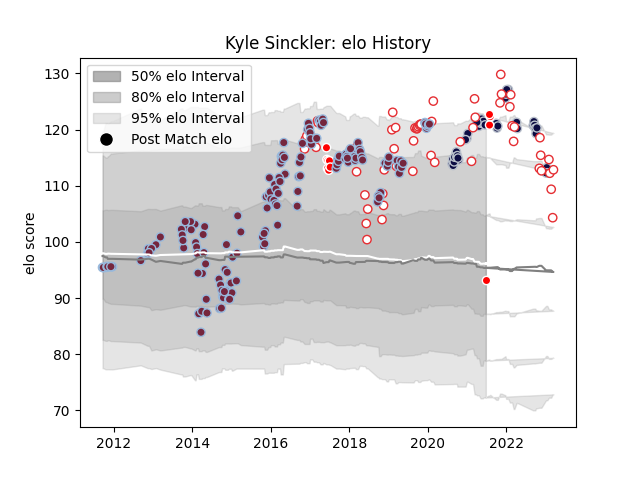 Kyle Sinckler: elo History
50% elo Interval
80% elo Interval
95% elo Interval
Post Match elo
elo score
130
120
110
100
90
80
70
2012 2014 2016 2018 2020 2022